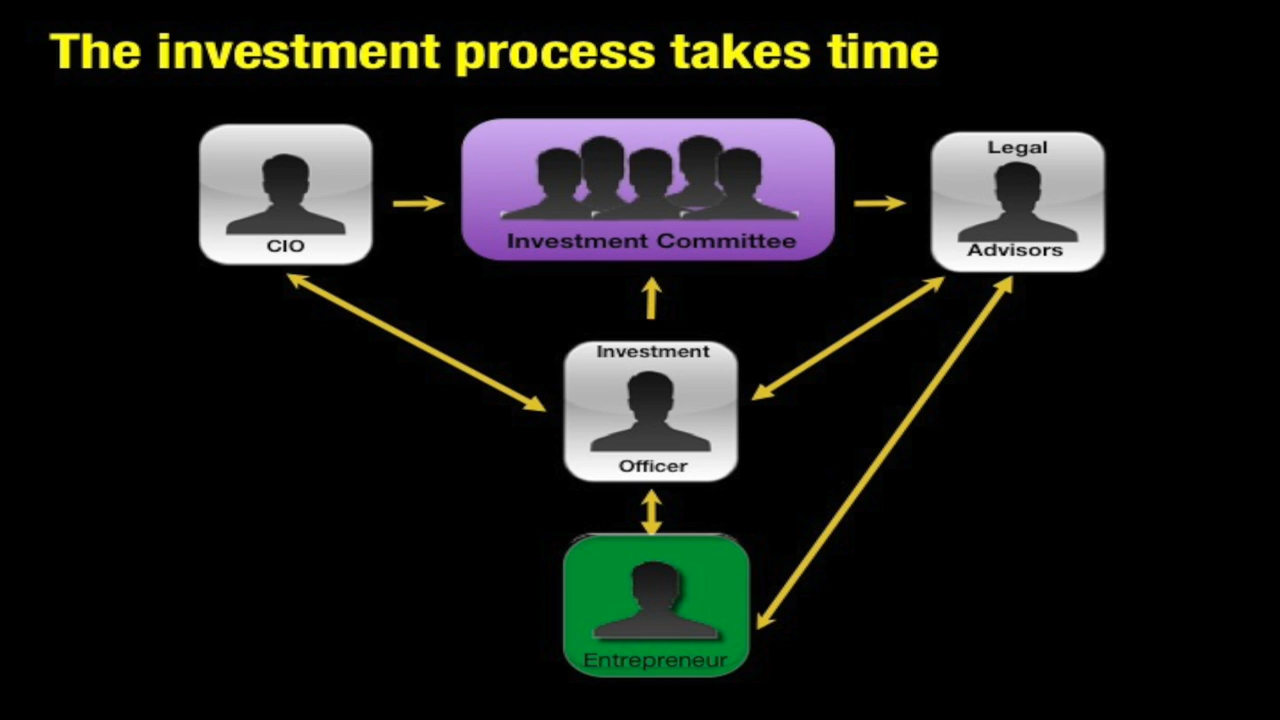 The investment process takes time
CIO
Investment Committee
Legal
Advisors
Investment
Officer
Entrepreneur